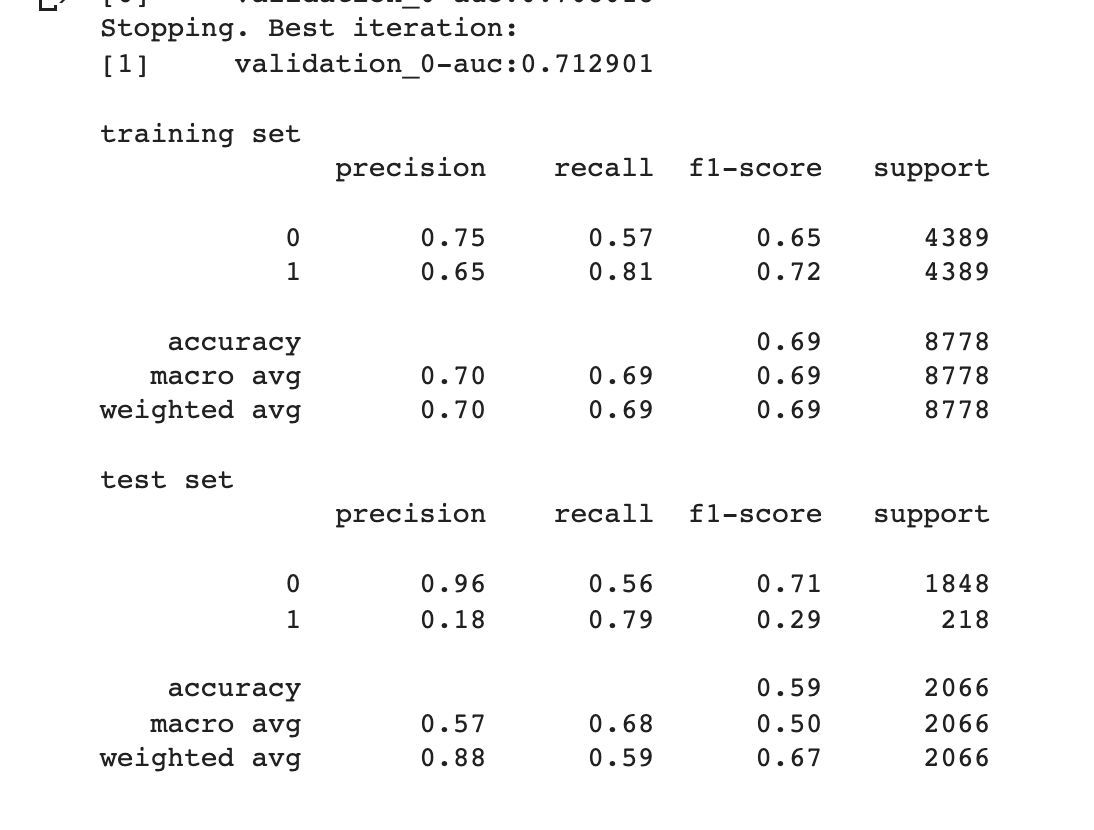 Stopping. Best iteration:
[1] validation_0-auc:0.712901
training set
precision recall f1-score support
0 0.75 0.57 0.65 4389
1 0.65 0.81 0.72 4389
accuracy 0.69 8778
macro avg 0.70 0.69 0.69 8778
weighted avg 0.70 0.69 0.69 8778
test set
precision recall f1-score support
0 0.96 0.56 0.71 1848
1 0.18 0.79 0.29 218
accuracy 0.59 2066
macro avg 0.57 0.68 0.50 2066
weighted avg 0.88 0.59 0.67 2066